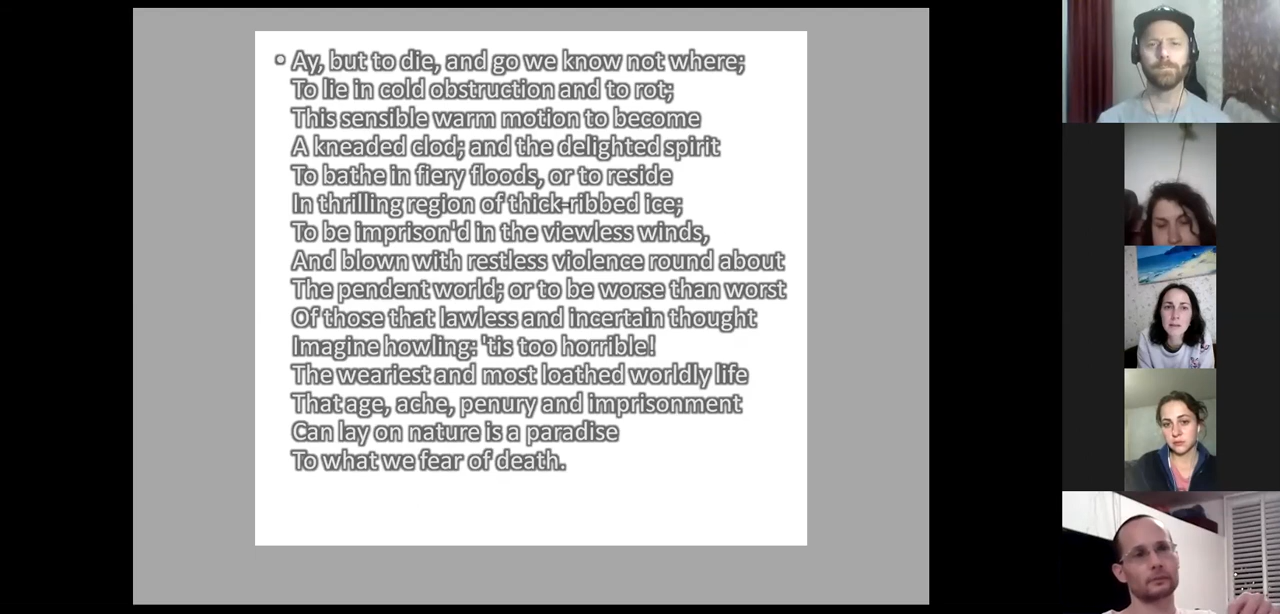 • Ay, but to die, and go we know not where;
To lie in cold obstruction and to rot;
This sensible warm motion to become
A kneaded clod; and the delighted spirit
To bathe in fiery floods, or to reside
In thrilling region of thick-ribbed ice;
To be imprison'd in the viewless winds,
And blown with restless violence round about
The pendent world; or to be worse than worst
Of those that lawless and incertain thought
Imagine howling: 'tis too horrible!
The weariest and most loathed worldly life
That age, ache, penury and imprisonment
Can lay on nature is a paradise
To what we fear of death.